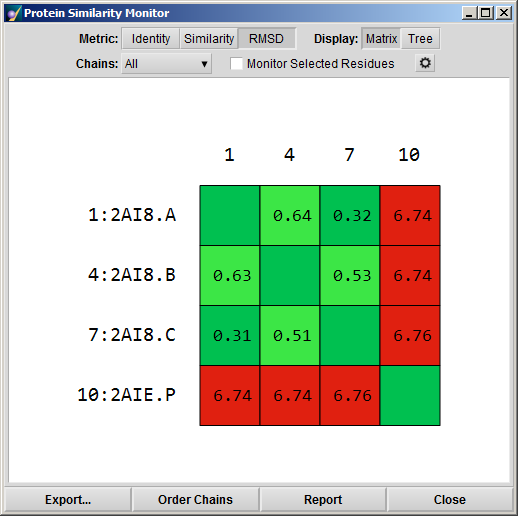 Protein Similarity Monitor
Metric: Identity Similarity RMSD Display: Matrix Tree
Chains: All Monitor Selected Residues
1 4 7 10
1:2AI8.A 0.64 0.32 6.74
4:2AI8.B 0.63 0.53 6.74
7:2AI8.C 0.31 0.51 6.76
10:2AIE.P 6.74 6.74 6.76
Export... Order Chains Report Close